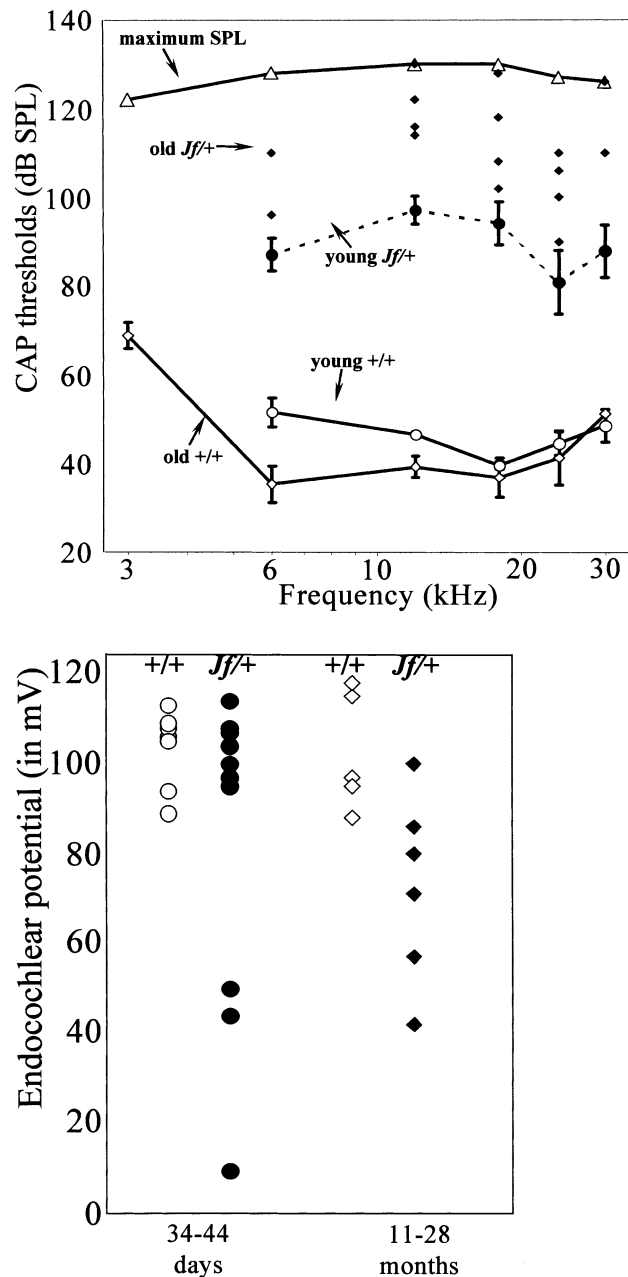 CAP thresholds (dB SPL)
140
120
100
80
60
40
20
maximum SPL
old Jf/+
young Jf/+
young +/+
old +/+
3 6 10 20 30
Frequency (kHz)
Endocochlear potential (in mV)
120
100
80
60
40
20
0
+/+ Jf/+ +/+ Jf/+
34-44 11-28
days months